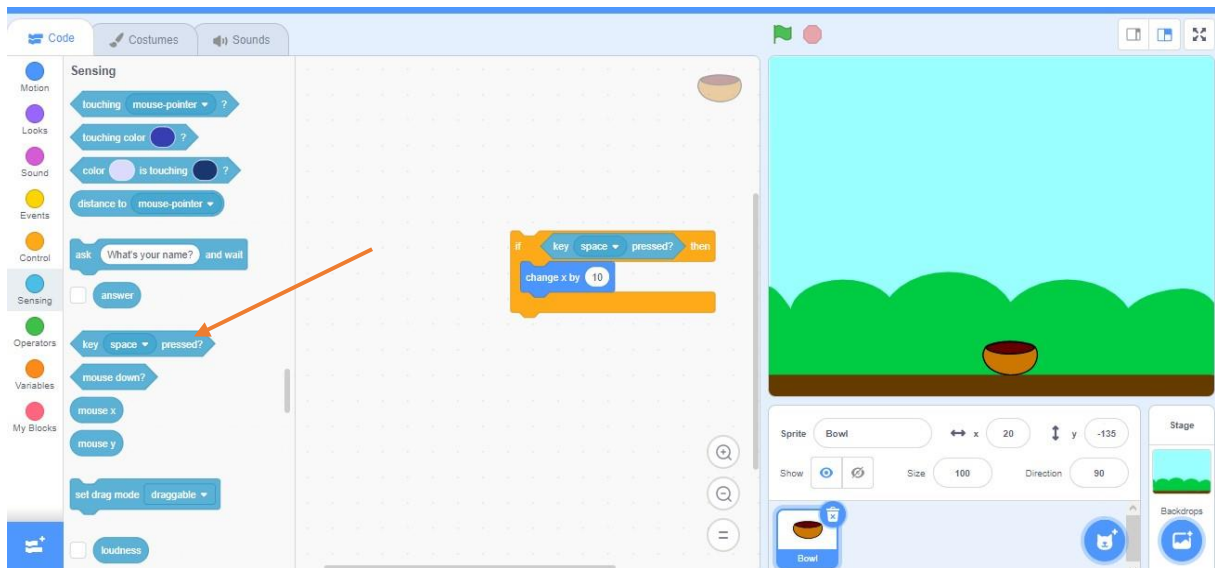 Code
Costumes
Sounds
Motion
Looks
Sound
Events
Control
Sensing
Operators
Variables
My Blocks
Sensing
touching mouse-pointer ?
touching color ?
color is touching ?
distance to mouse-pointer
ask What's your name? and wait
answer
key space pressed?
mouse down?
mouse x
mouse y
set drag mode draggable
loudness
if key space pressed? then
change x by 10
Sprite Bowl x 20 y -135
Show Size 100 Direction 90
Bowl
Stage
Backdrops